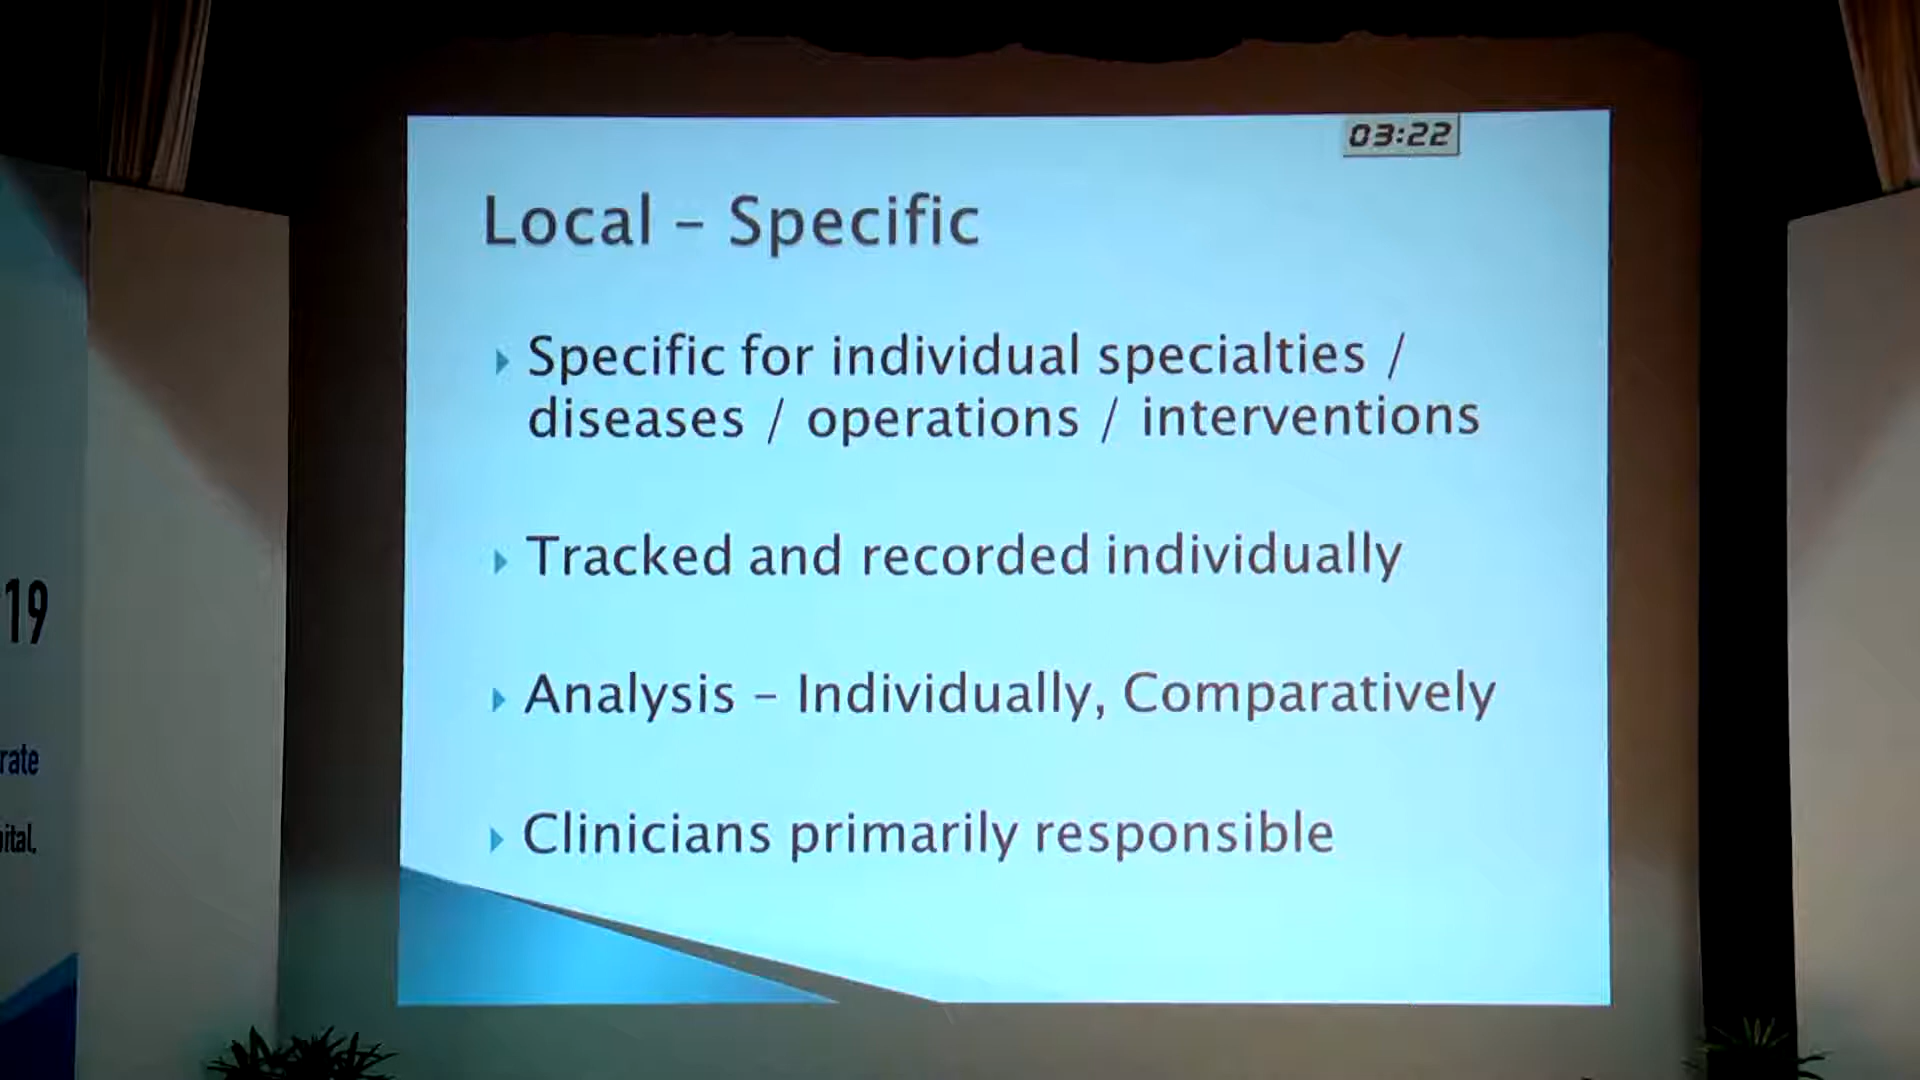 03:22
Local – Specific
Specific for individual specialties /
diseases / operations / interventions
Tracked and recorded individually
Analysis – Individually, Comparatively
Clinicians primarily responsible
19
rate
ital,